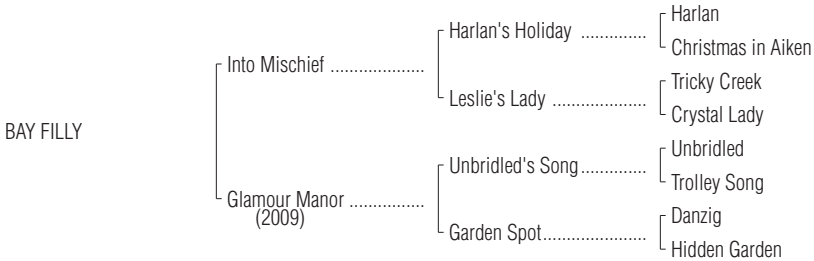 Harlan
Harlan's Holiday ..............
Christmas in Aiken
Into Mischief ....................
Tricky Creek
Leslie's Lady ....................
Crystal Lady
BAY FILLY
Unbridled
Unbridled's Song..............
Trolley Song
Glamour Manor ................
(2009)
Danzig
Garden Spot......................
Hidden Garden